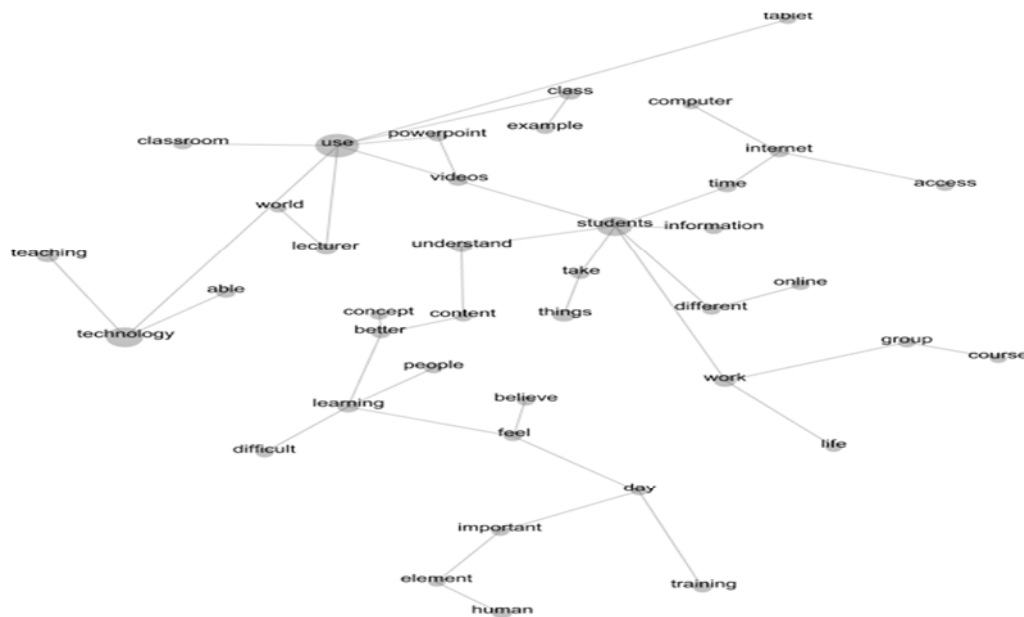 tablet
class
computer
example
powerpoint
classroom
use
internet
videos
time
access
world
students
information
lecturer
understand
teaching
take
online
able
different
concept
content
things
better
technology
group
course
people
work
believe
learning
feel
life
difficult
day
important
element
training
human